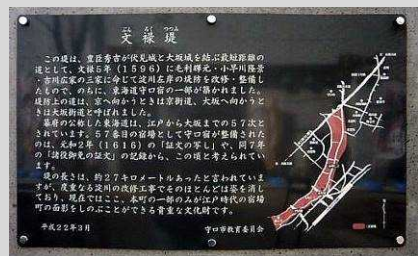 ぶん ろく つつみ
文禄堤
この堤は、豊臣秀吉が伏見城と大坂城を結ぶ最短距離の
道として、文禄5年(1596)に毛利輝元・小早川隆景
・吉川広家の三家に命じて淀川左岸の堤防を改修・整備し
たもので、のちに、東海道守口宿の一部が築かれました。
堤防上の道は、京へ向かうときは京街道、大坂へ向かうと
きは大坂街道と呼ばれました。
幕府の公称した東海道は、江戸から大坂までの57次と
されています。57番目の宿場として守口宿が整備された
のは、元和2年(1616)の「証文の写し」や、同7年
の「諸役御免の証文」の記録から、この頃と考えられてい
ます。
堤の長さは、約27キロメートルあったと言われていま
すが、度重なる淀川の改修工事でそのほとんどは姿を消し
ており、現在ではここ、本町の一部のみが江戸時代の宿場
町の面影をしのぶことができる貴重な文化財です。
平成22年3月
守口市教育委員会